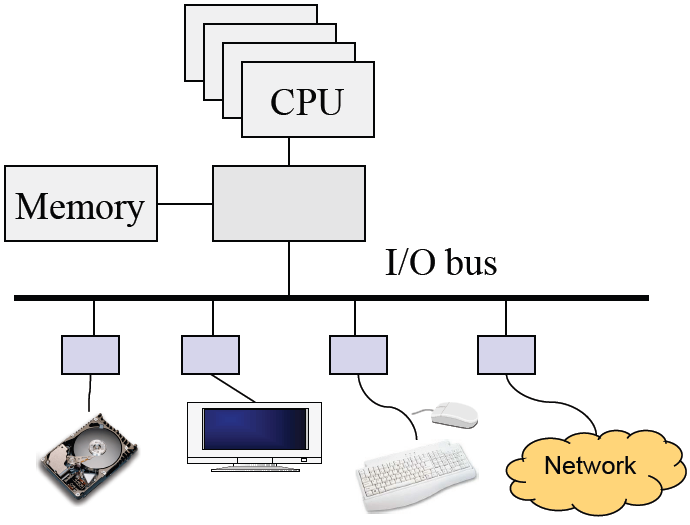 CPU
Memory
I/O bus
Network